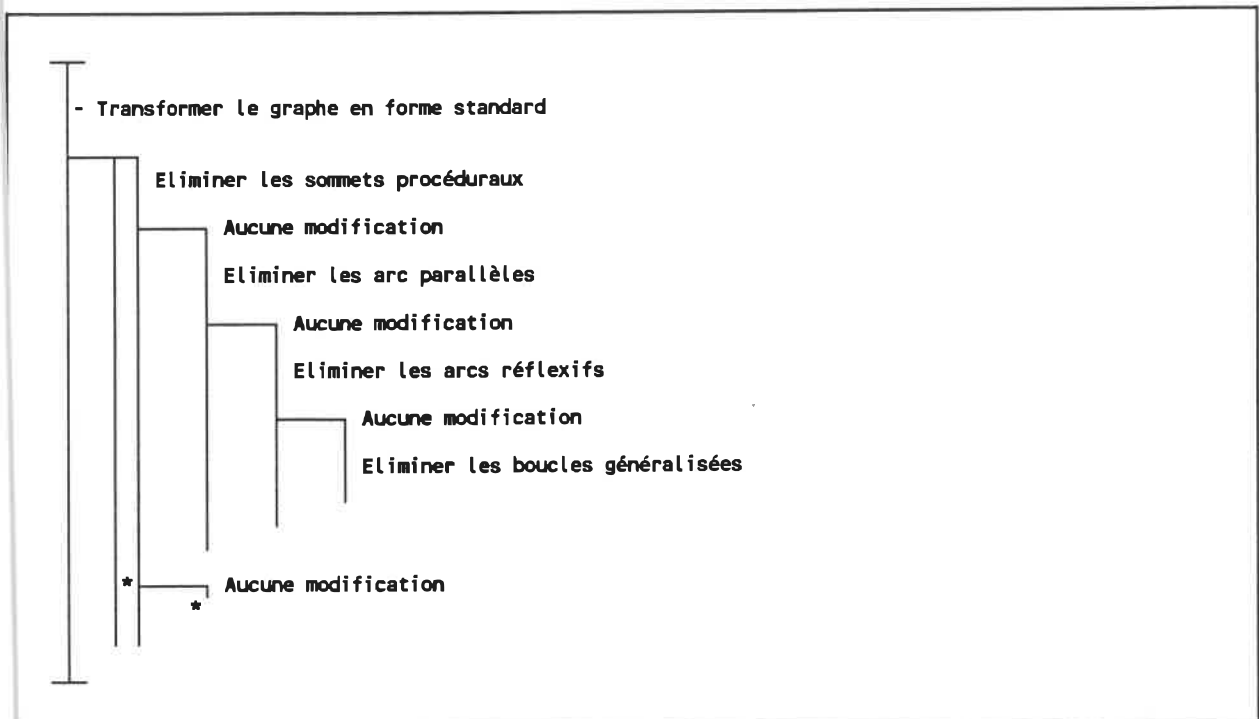 - Transformer le graphe en forme standard
Eliminer les sommets procéduraux
Aucune modification
Eliminer les arc parallèles
Aucune modification
Eliminer les arcs réflexifs
Aucune modification
Eliminer les boucles généralisées
* Aucune modification
*